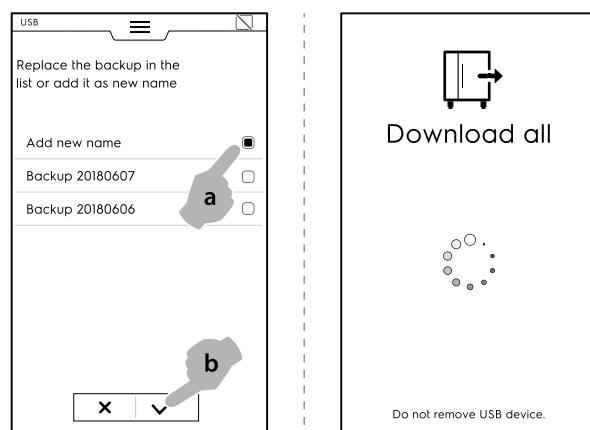 USB
Replace the backup in the
list or add it as new name
Add new name
Backup 20180607
Backup 20180606
a
b
Download all
Do not remove USB device.